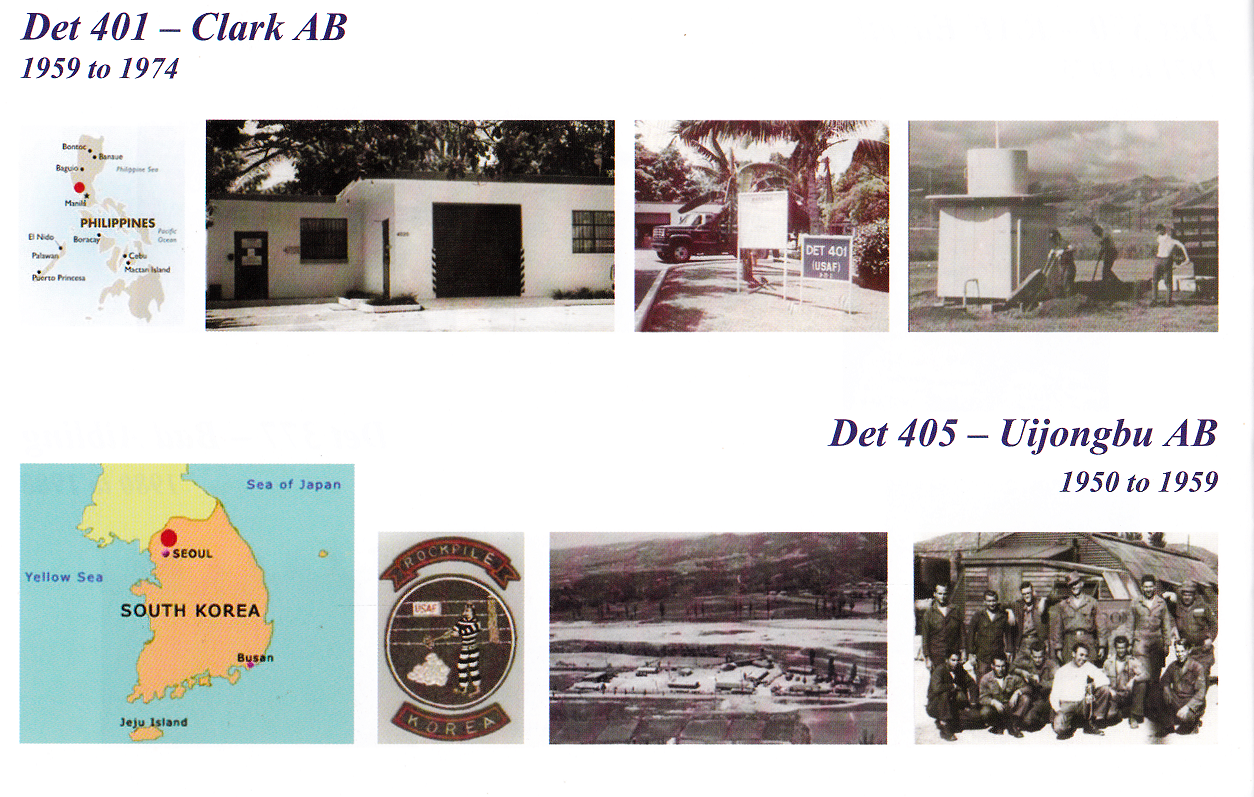 Det 401 – Clark AB
1959 to 1974
Bontoc
Banaue
Baguio
Philippine Sea
Manila
PHILIPPINES
Pacific
Ocean
El Nido
Boracay
Palawan
Cebu
Mactan Island
Puerto Princesa
DET 401
(USAF)
Det 405 – Uijongbu AB
1950 to 1959
Sea of Japan
SEOUL
Yellow Sea
SOUTH KOREA
Busan
Jeju Island
ROCKPILE
USAF
KOREA